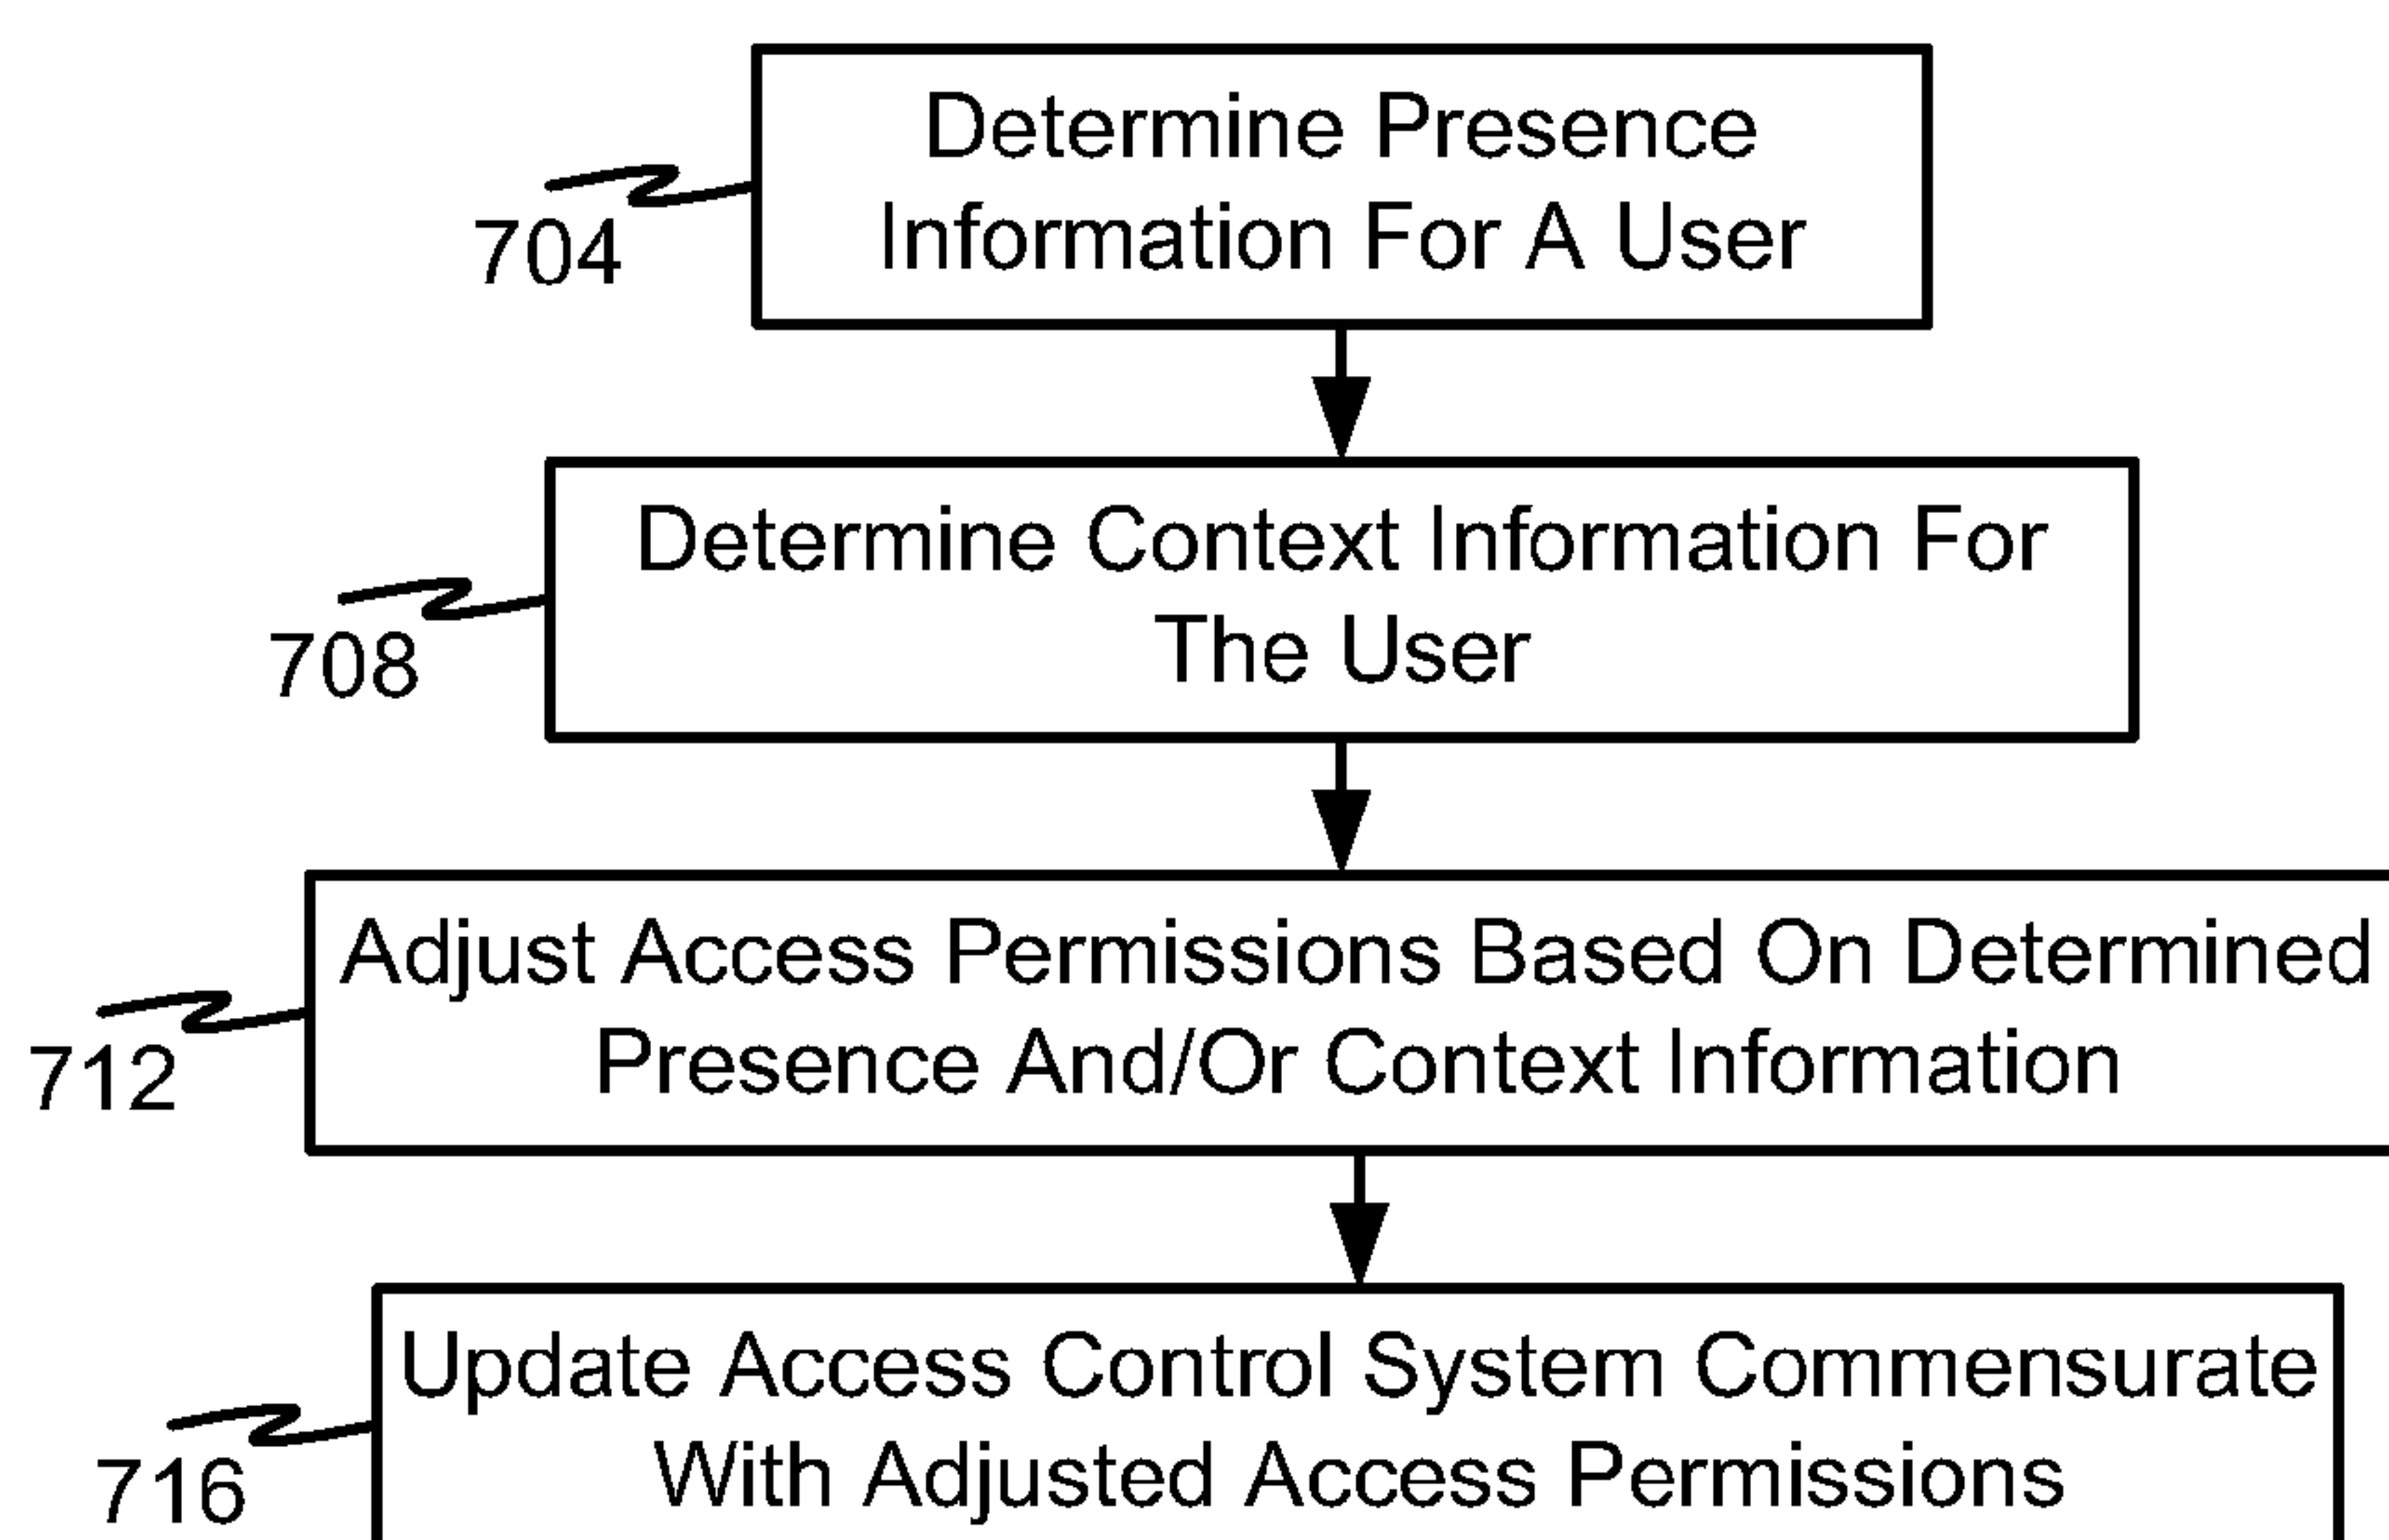 Determine Presence
Information For A User
704
Determine Context Information For
The User
708
Adjust Access Permissions Based On Determined
Presence And/Or Context Information
712
Update Access Control System Commensurate
With Adjusted Access Permissions
716